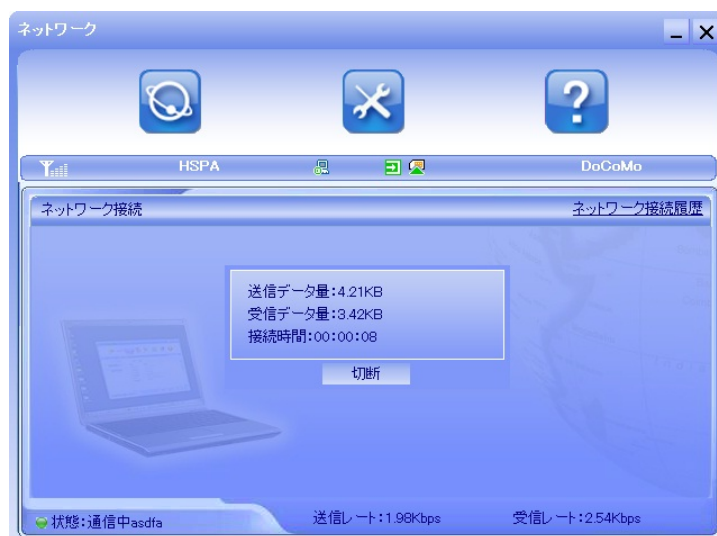 ネットワーク
HSPA
DoCoMo
ネットワーク接続
ネットワーク接続履歴
送信データ量:4.21KB
受信データ量:3.42KB
接続時間:00:00:08
切断
状態:通信中asdfa
送信レート:1.98Kbps
受信レート:2.54Kbps